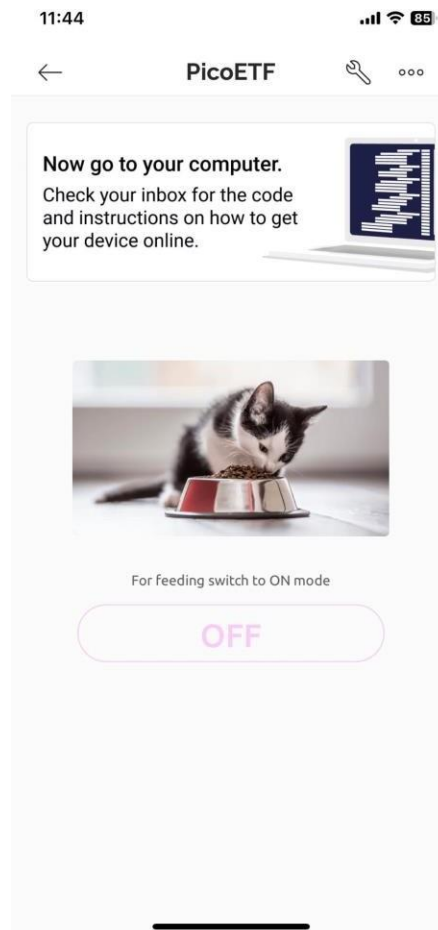 11:44
85
PicoETF
Now go to your computer.
Check your inbox for the code
and instructions on how to get
your device online.
For feeding switch to ON mode
OFF